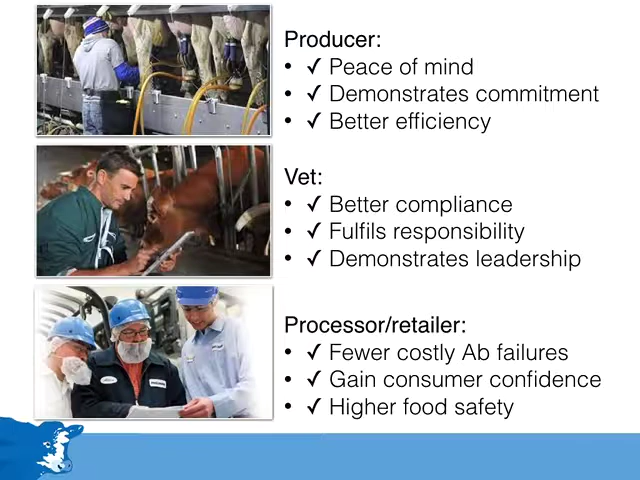 Producer:
• ✓ Peace of mind
• ✓ Demonstrates commitment
• ✓ Better efficiency
Vet:
• ✓ Better compliance
• ✓ Fulfils responsibility
• ✓ Demonstrates leadership
Processor/retailer:
• ✓ Fewer costly Ab failures
• ✓ Gain consumer confidence
• ✓ Higher food safety